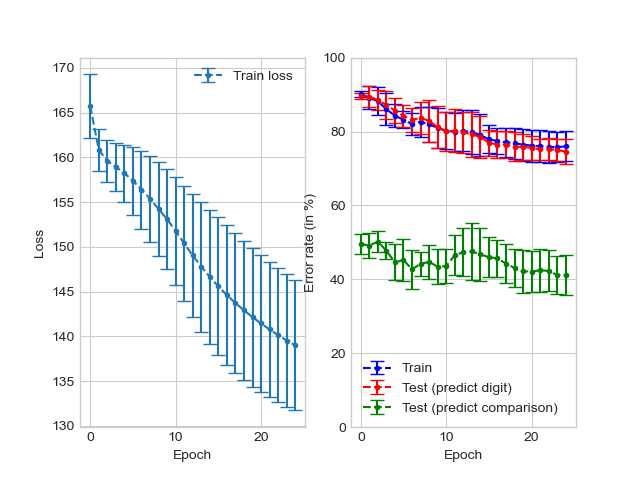 170
165
160
155
150
145
140
135
130
Loss
0
10
20
Epoch
Train loss
100
80
60
40
20
0
Error rate (in %)
0
10
20
Epoch
Train
Test (predict digit)
Test (predict comparison)